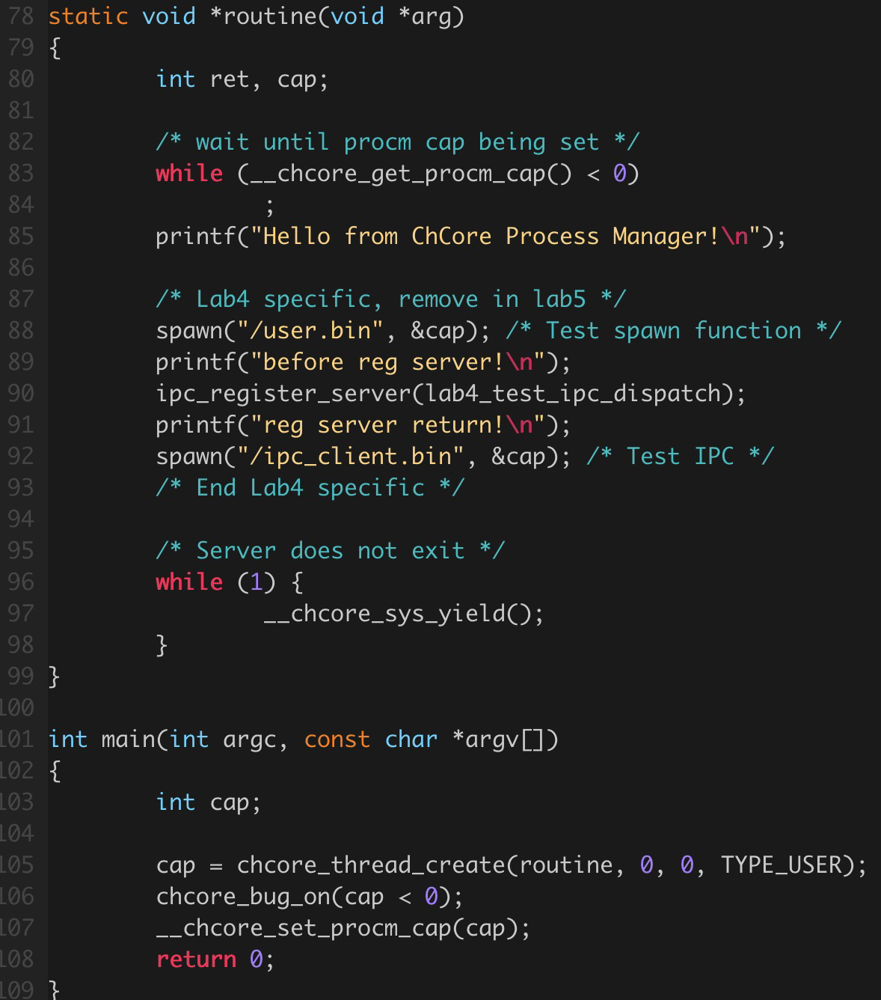 78 static void *routine(void *arg)
79 {
80         int ret, cap;
81
82         /* wait until procm cap being set */
83         while (__chcore_get_procm_cap() < 0)
84                 ;
85         printf("Hello from ChCore Process Manager!\n");
86
87         /* Lab4 specific, remove in lab5 */
88         spawn("/user.bin", &cap); /* Test spawn function */
89         printf("before reg server!\n");
90         ipc_register_server(lab4_test_ipc_dispatch);
91         printf("reg server return!\n");
92         spawn("/ipc_client.bin", &cap); /* Test IPC */
93         /* End Lab4 specific */
94
95         /* Server does not exit */
96         while (1) {
97                 __chcore_sys_yield();
98         }
99 }
100
101 int main(int argc, const char *argv[])
102 {
103         int cap;
104
105         cap = chcore_thread_create(routine, 0, 0, TYPE_USER);
106         chcore_bug_on(cap < 0);
107         __chcore_set_procm_cap(cap);
108         return 0;
109 }